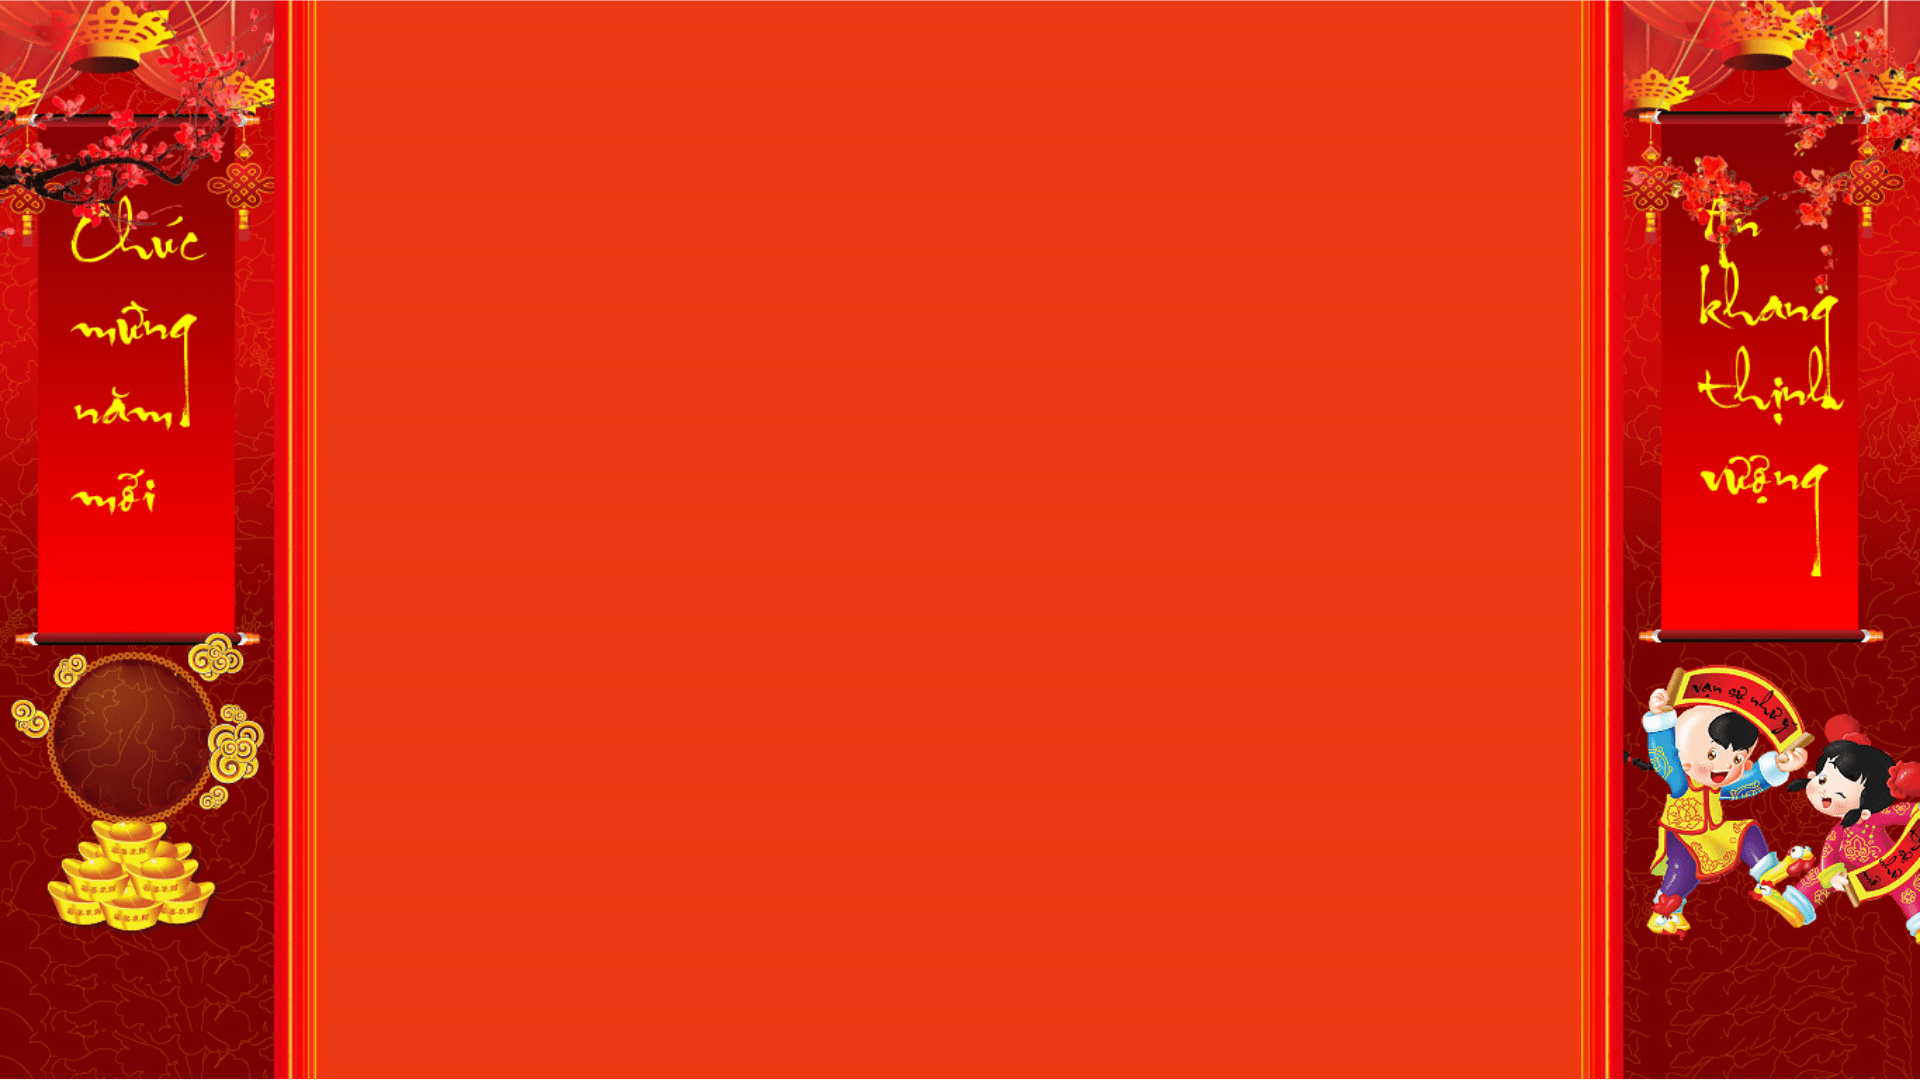 Chúc
mừng
năm
mới
An
khang
thịnh
vượng
vạn sự như ý